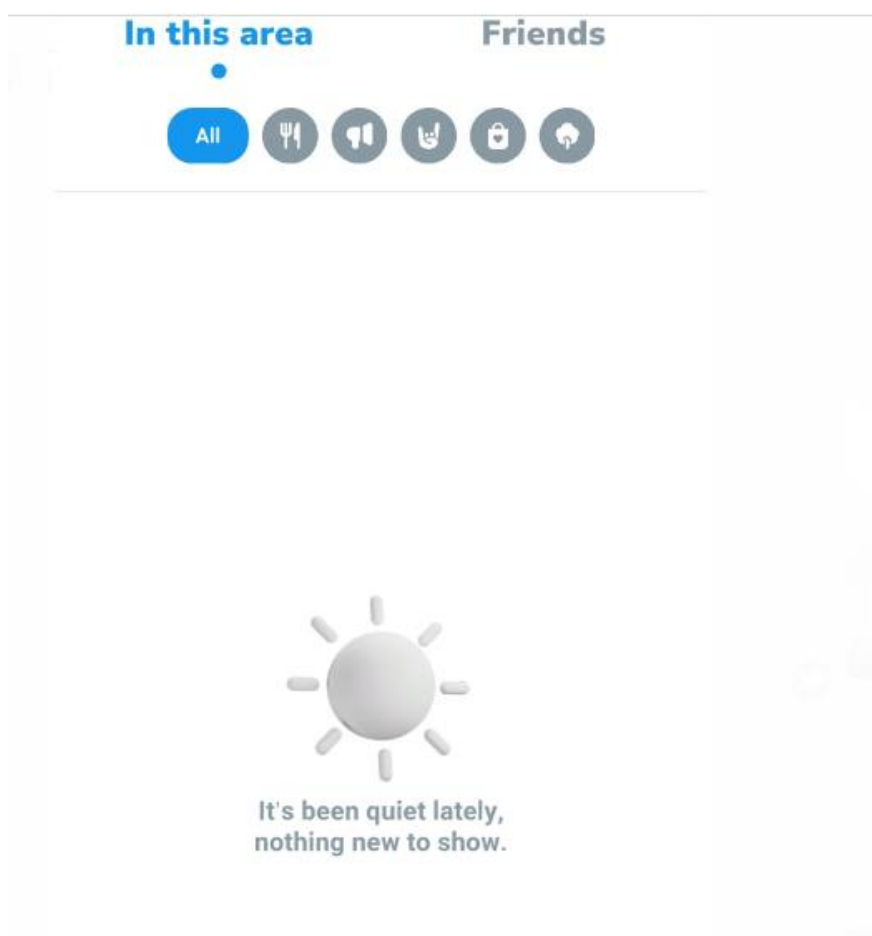 In this area Friends
All
It's been quiet lately,
nothing new to show.